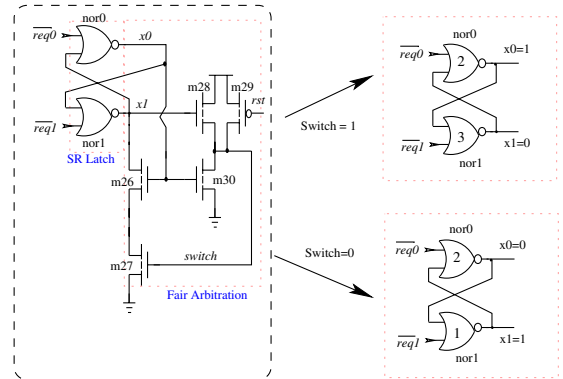 nor0
req0
x0
m28
m29
rst
x1
req1
nor1
SR Latch
m26
m30
switch
m27
Fair Arbitration
Switch = 1
Switch=0
nor0
x0=1
req0
2
3
req1
x1=0
nor1
nor0
x0=0
req0
2
1
req1
x1=1
nor1